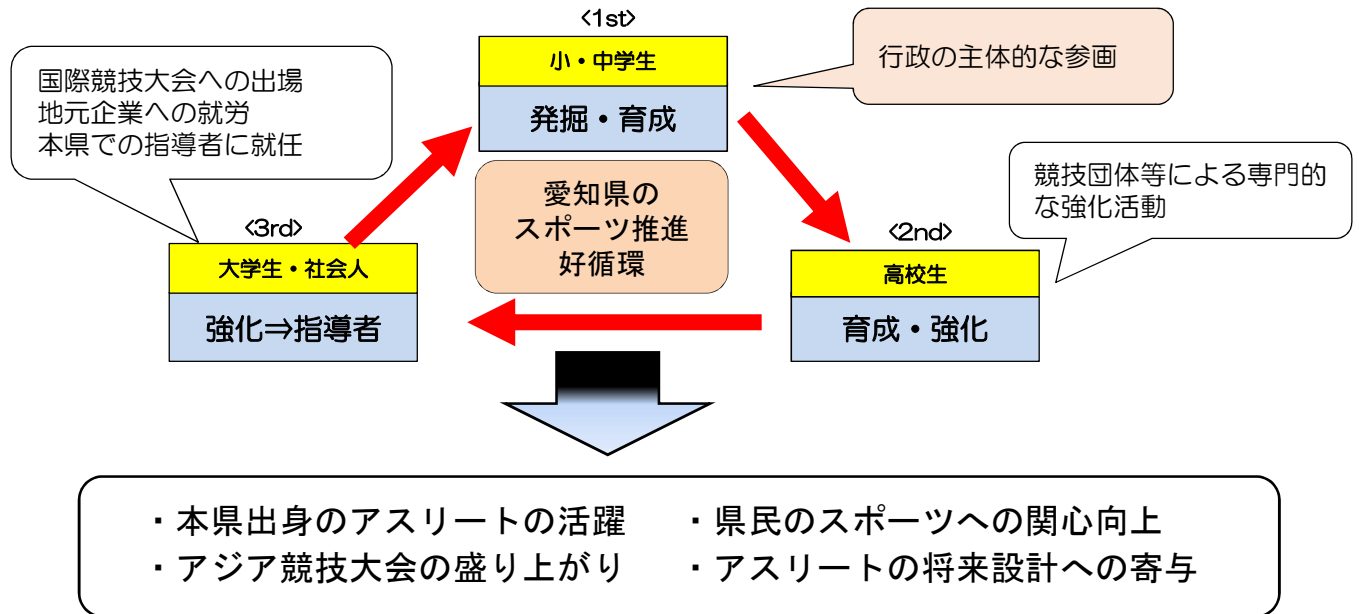 <1st>
小・中学生
発掘・育成
行政の主体的な参画
国際競技大会への出場
地元企業への就労
本県での指導者に就任
愛知県の
スポーツ推進
好循環
競技団体等による専門的
な強化活動
<2nd>
高校生
育成・強化
<3rd>
大学生・社会人
強化⇒指導者
・本県出身のアスリートの活躍　・県民のスポーツへの関心向上
・アジア競技大会の盛り上がり　・アスリートの将来設計への寄与